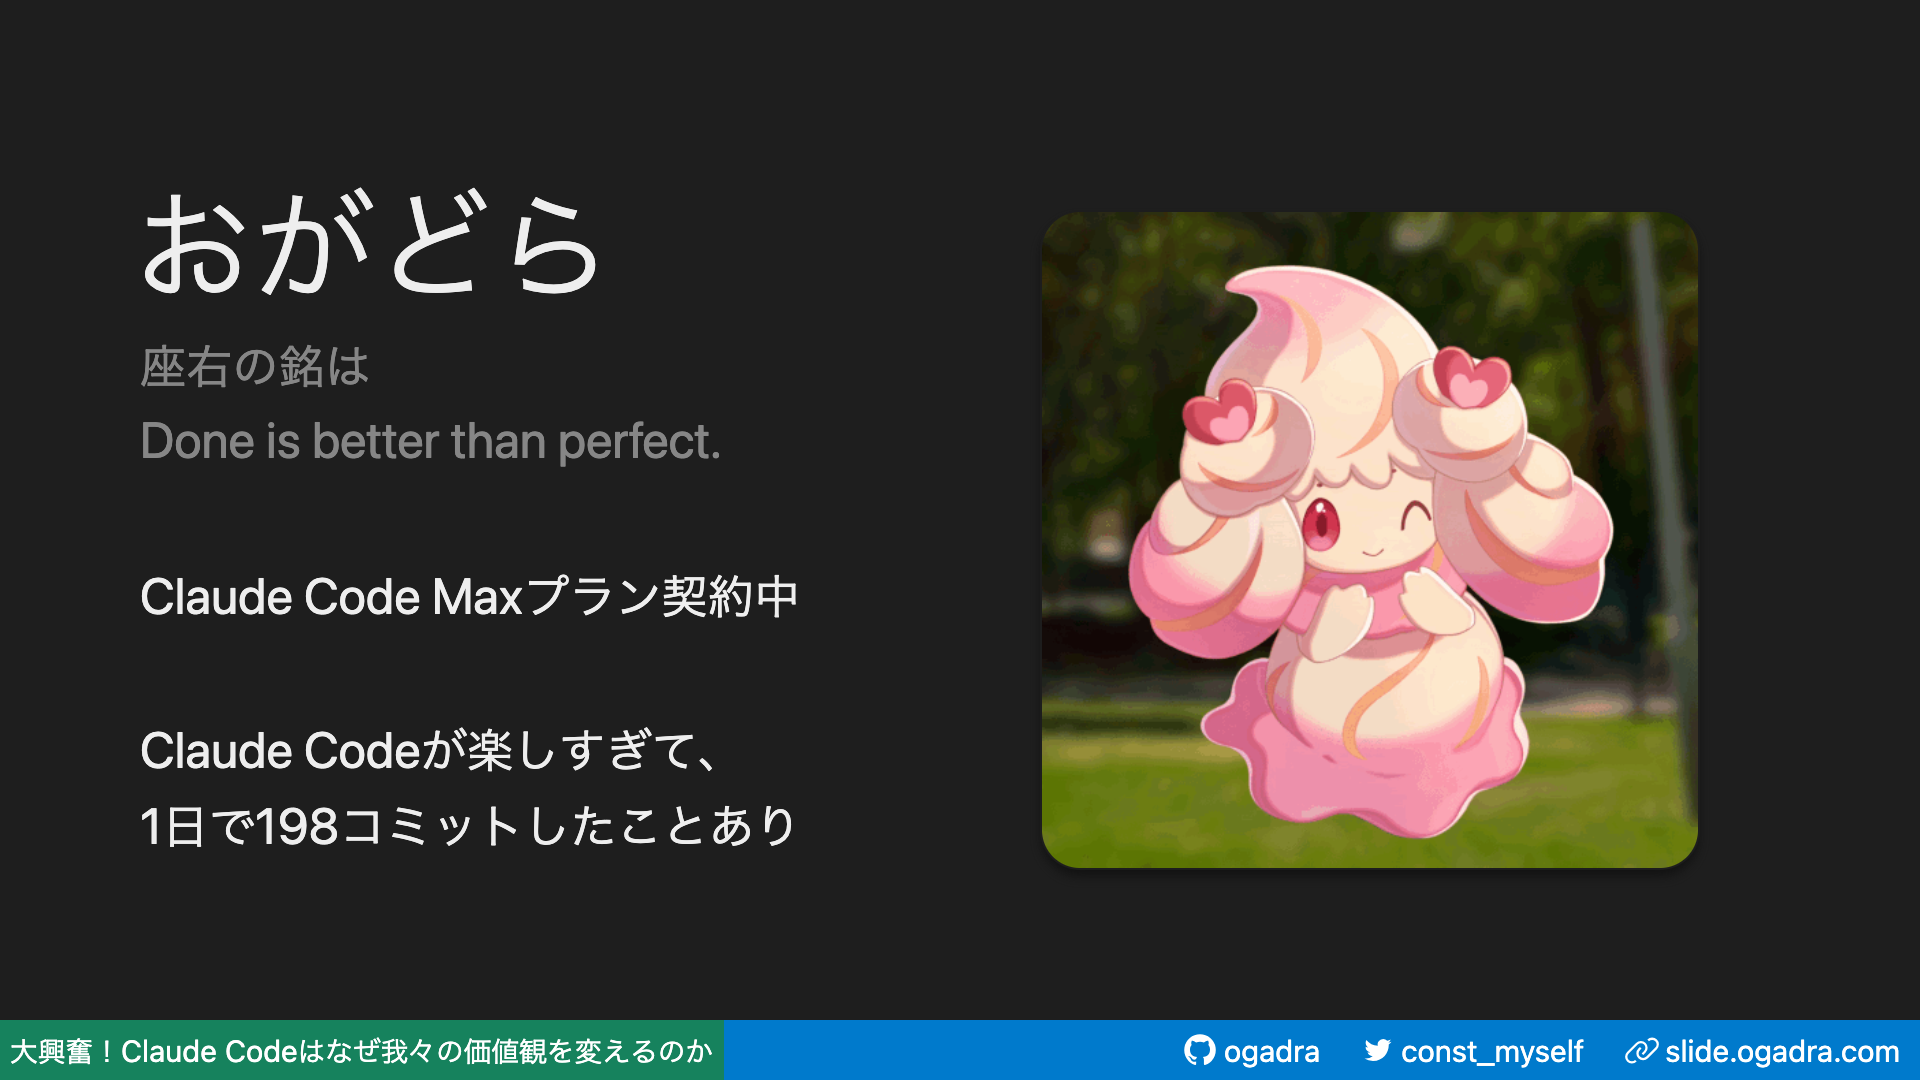 おがどら
座右の銘は
Done is better than perfect.
Claude Code Maxプラン契約中
Claude Codeが楽しすぎて、
1日で198コミットしたことあり
大興奮！Claude Codeはなぜ我々の価値観を変えるのか
ogadra
const_myself
slide.ogadra.com